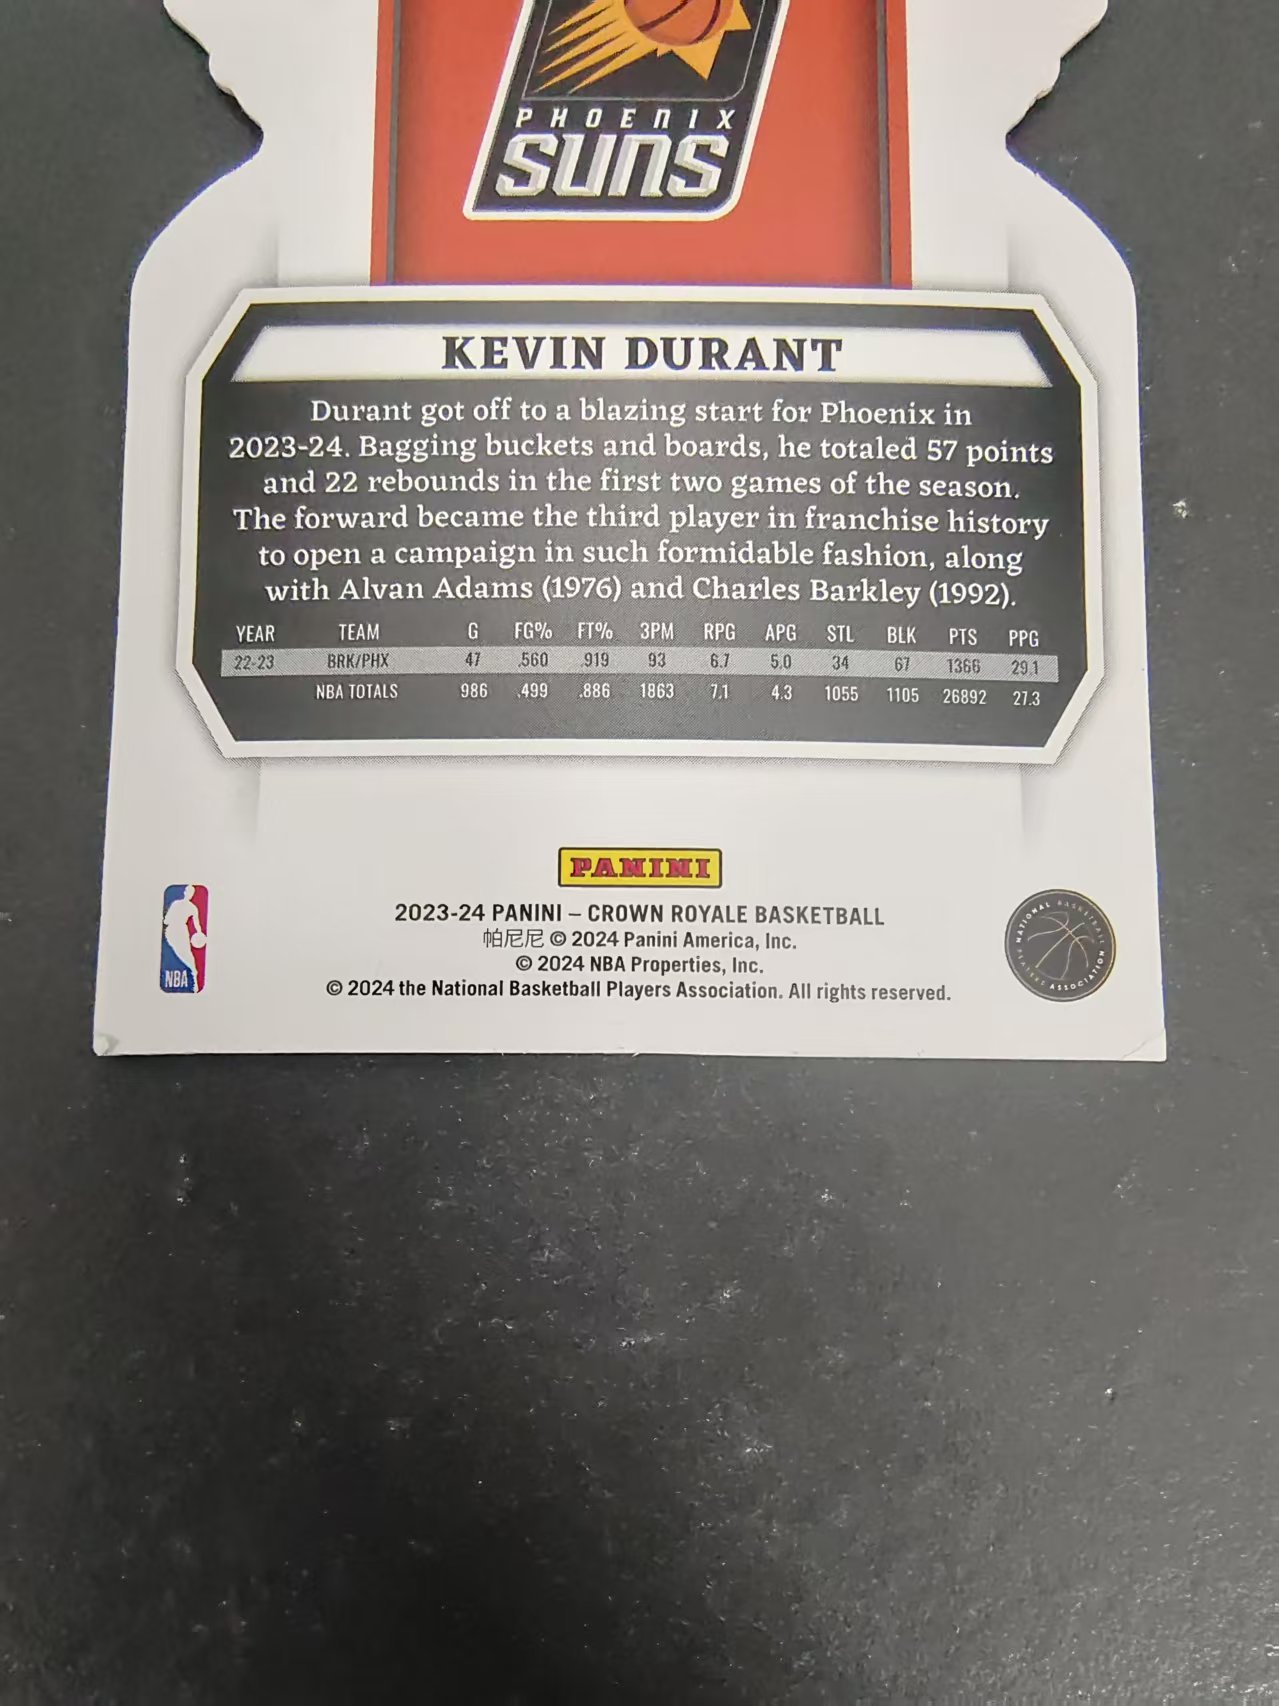 PHOENIX
SUNS
KEVIN DURANT
Durant got off to a blazing start for Phoenix in
2023-24. Bagging buckets and boards, he totaled 57 points
and 22 rebounds in the first two games of the season.
The forward became the third player in franchise history
to open a campaign in such formidable fashion, along
with Alvan Adams (1976) and Charles Barkley (1992).
YEAR TEAM G FG% FT% 3PM RPG APG STL BLK PTS PPG
22-23 BRK/PHX 47 .560 .919 93 6.7 5.0 34 67 1366 29.1
NBA TOTALS 986 .499 .886 1863 7.1 4.3 1055 1105 26892 27.3
PANINI
2023-24 PANINI – CROWN ROYALE BASKETBALL
帕尼尼 © 2024 Panini America, Inc.
© 2024 NBA Properties, Inc.
© 2024 the National Basketball Players Association. All rights reserved.
NBA
NATIONAL BASKETBALL
PLAYERS ASSOCIATION